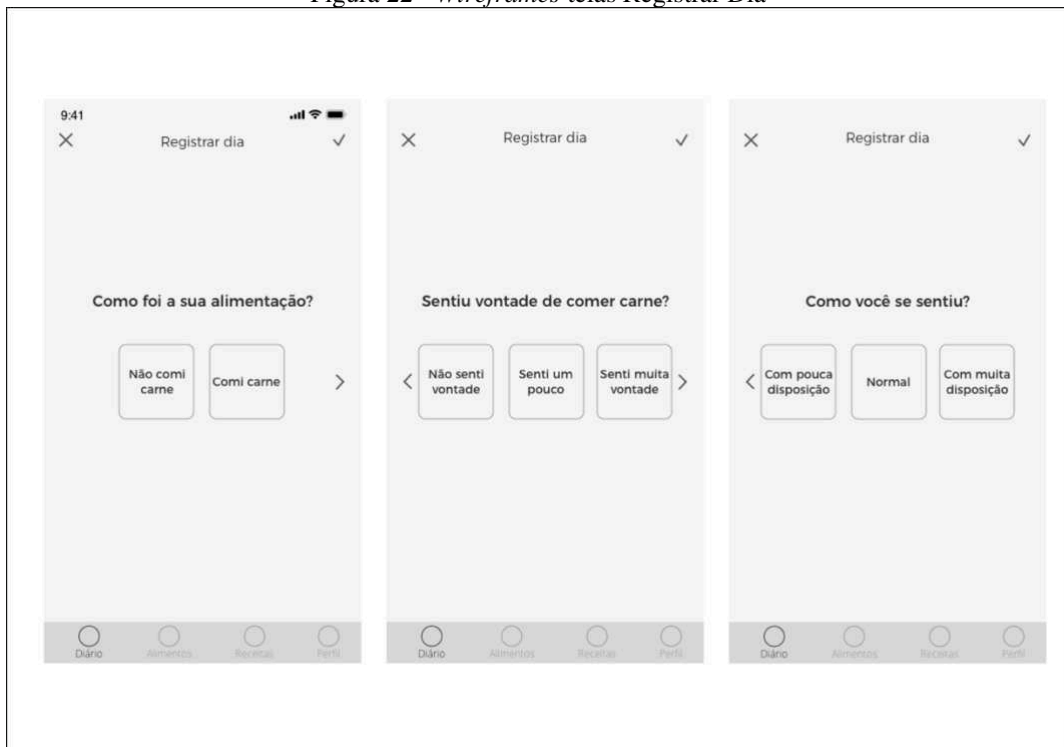 Figura 22 - Wireframes telas Registrar Dia
9:41
Registrar dia
Como foi a sua alimentação?
Não comi
carne
Comi carne
Diário
Alimentos
Receitas
Perfil
Registrar dia
Sentiu vontade de comer carne?
Não senti
vontade
Senti um
pouco
Senti muita
vontade
Diário
Alimentos
Receitas
Perfil
Registrar dia
Como você se sentiu?
Com pouca
disposição
Normal
Com muita
disposição
Diário
Alimentos
Receitas
Perfil